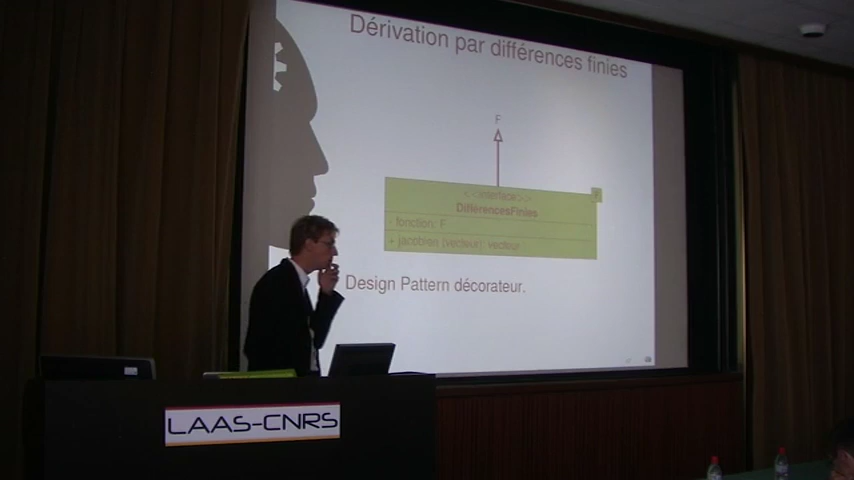 Dérivation par différences finies
F
<<interface>>
F
DifferencesFinies
- fonction: F
+ jacobien (vecteur): vecteur
Design Pattern décorateur.
LAAS-CNRS